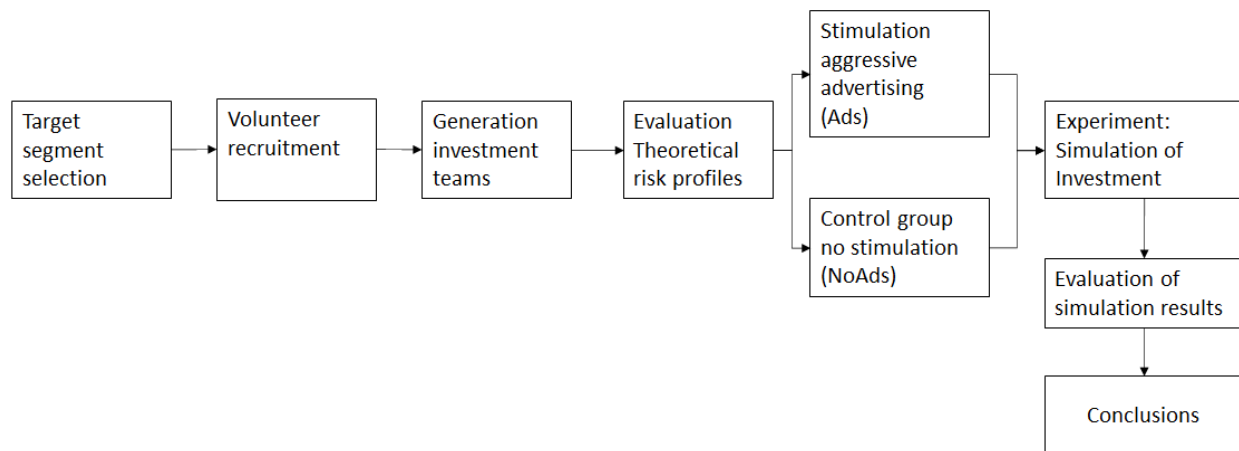 Target
segment
selection
Volunteer
recruitment
Generation
investment
teams
Evaluation
Theoretical
risk profiles
Stimulation
aggressive
advertising
(Ads)
Control group
no stimulation
(NoAds)
Experiment:
Simulation of
Investment
Evaluation of
simulation results
Conclusions